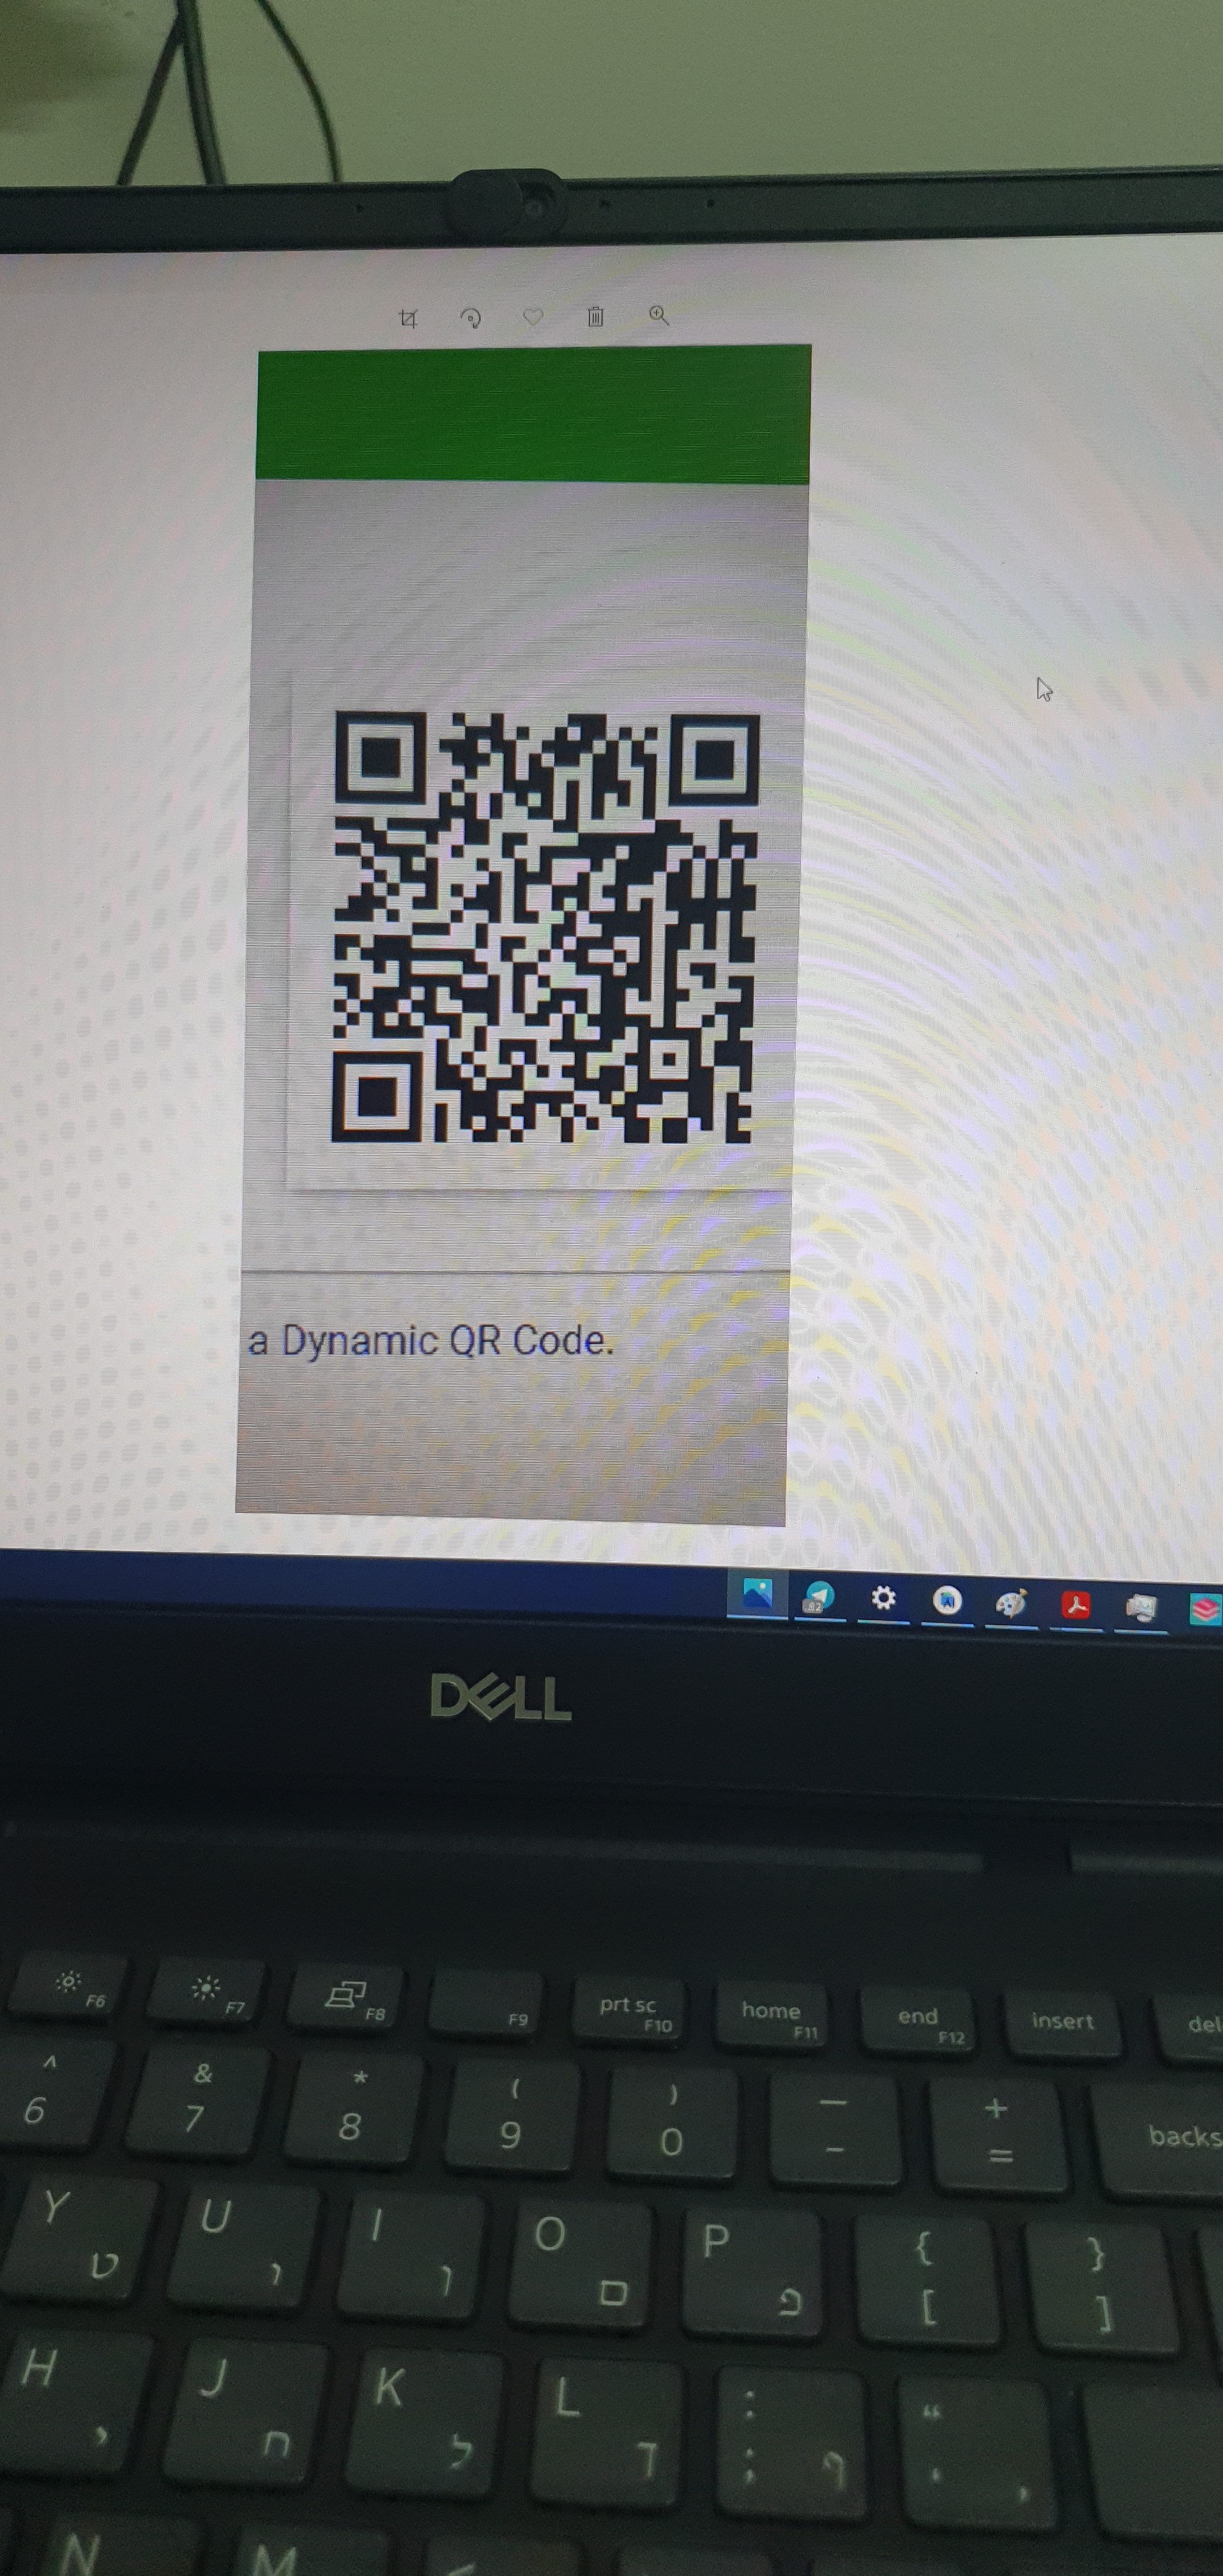 a Dynamic QR Code.
92
DELL
F6 F7 F8 F9 prt sc F10 home F11 end F12 insert del
^ & * ( ) — +
6 7 8 9 0 - = backs
Y U I O P { }
ט ו ן ם פ [ ]
H J K L : “
י ח ל ך ; ף ' ,
N M